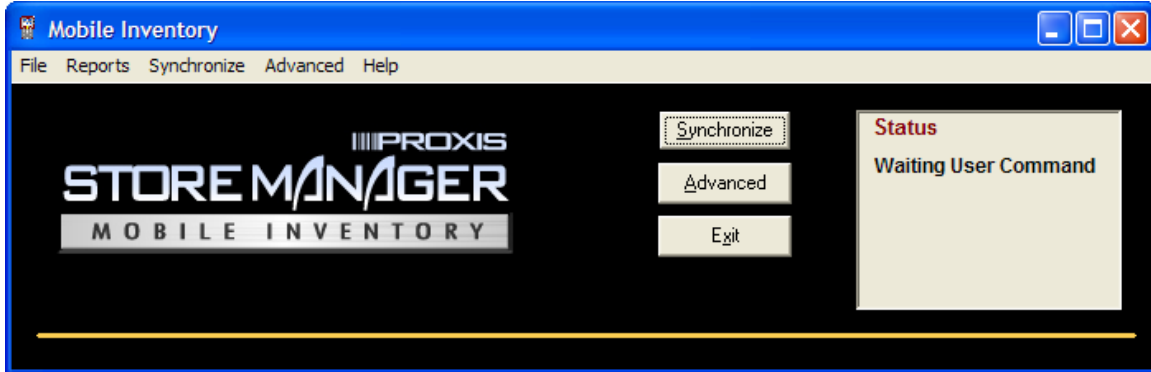 Mobile Inventory
File Reports Synchronize Advanced Help
PROXIS
STORE MANAGER
MOBILE INVENTORY
Synchronize
Advanced
Exit
Status
Waiting User Command